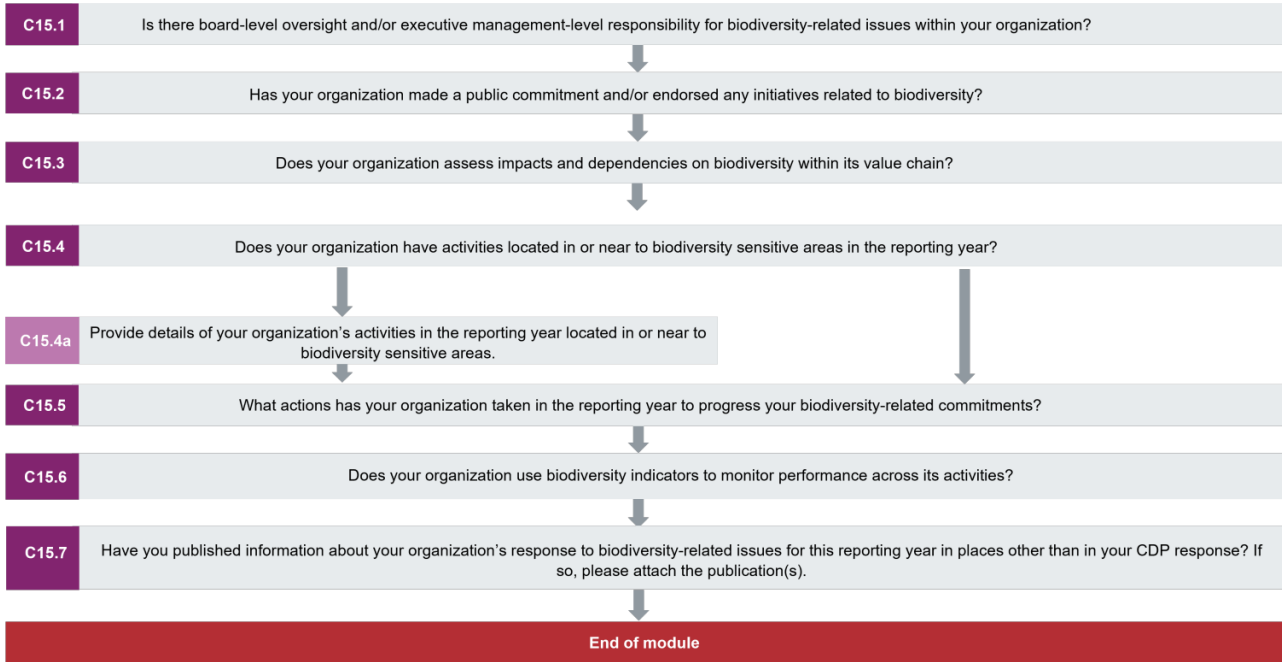 C15.1
Is there board-level oversight and/or executive management-level responsibility for biodiversity-related issues within your organization?
C15.2
Has your organization made a public commitment and/or endorsed any initiatives related to biodiversity?
C15.3
Does your organization assess impacts and dependencies on biodiversity within its value chain?
C15.4
Does your organization have activities located in or near to biodiversity sensitive areas in the reporting year?
C15.4a
Provide details of your organization's activities in the reporting year located in or near to
biodiversity sensitive areas.
C15.5
What actions has your organization taken in the reporting year to progress your biodiversity-related commitments?
C15.6
Does your organization use biodiversity indicators to monitor performance across its activities?
C15.7
Have you published information about your organization's response to biodiversity-related issues for this reporting year in places other than in your CDP response? If
so, please attach the publication(s).
End of module